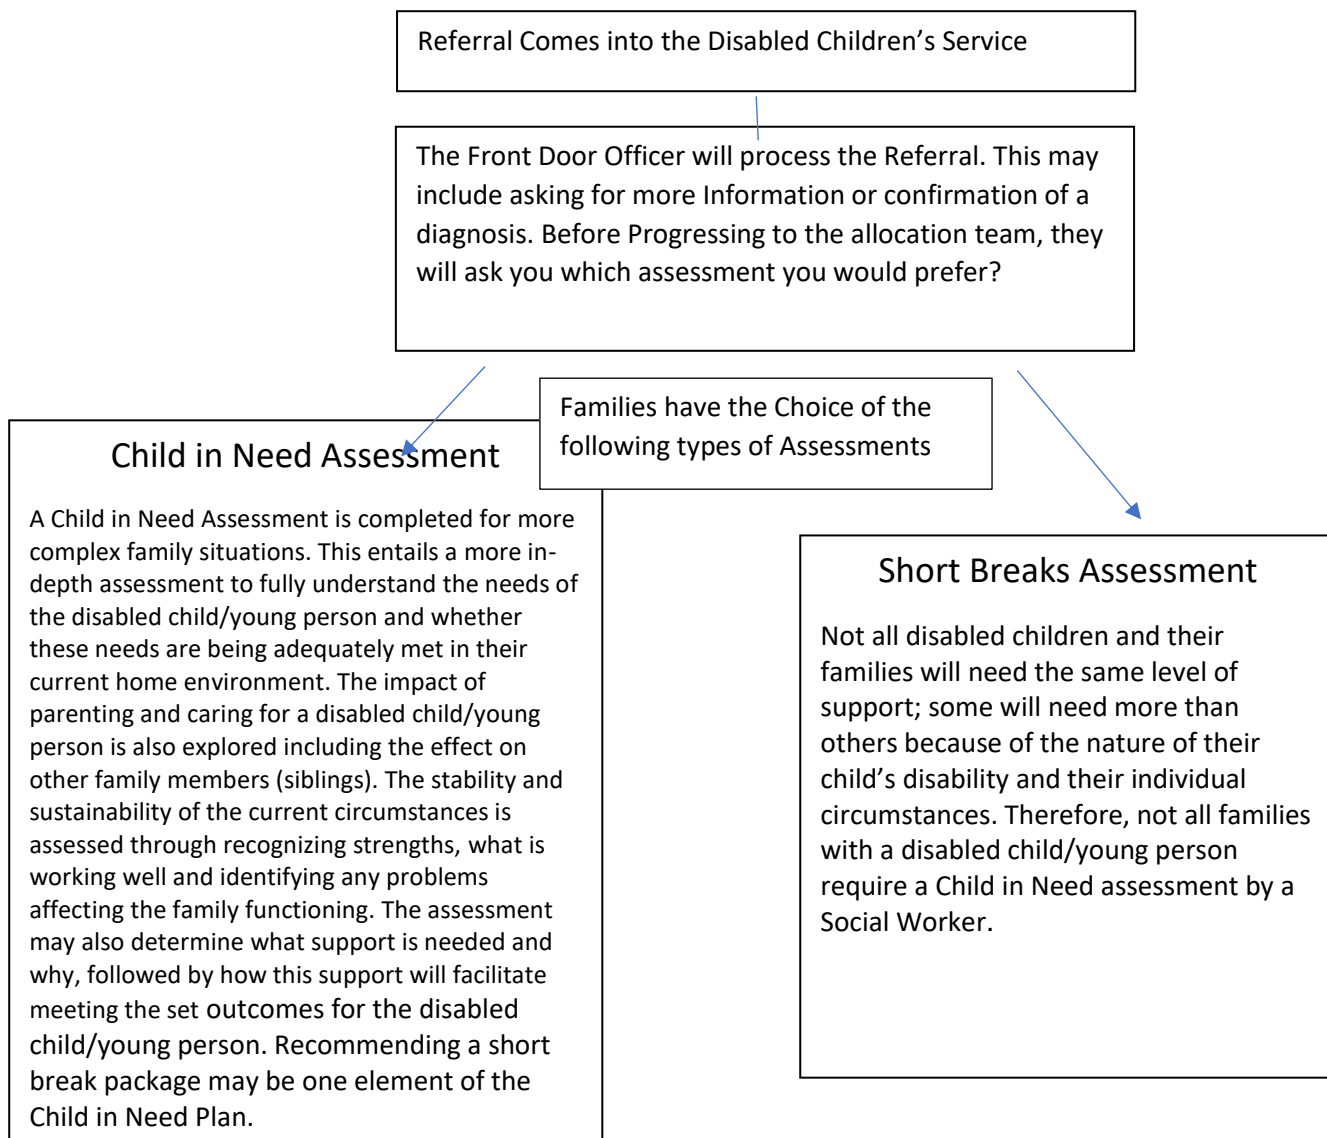 Referral Comes into the Disabled Children’s Service
The Front Door Officer will process the Referral. This may
include asking for more Information or confirmation of a
diagnosis. Before Progressing to the allocation team, they
will ask you which assessment you would prefer?
Families have the Choice of the
following types of Assessments
Child in Need Assessment
A Child in Need Assessment is completed for more
complex family situations. This entails a more in-
depth assessment to fully understand the needs of
the disabled child/young person and whether
these needs are being adequately met in their
current home environment. The impact of
parenting and caring for a disabled child/young
person is also explored including the effect on
other family members (siblings). The stability and
sustainability of the current circumstances is
assessed through recognizing strengths, what is
working well and identifying any problems
affecting the family functioning. The assessment
may also determine what support is needed and
why, followed by how this support will facilitate
meeting the set outcomes for the disabled
child/young person. Recommending a short
break package may be one element of the
Child in Need Plan.
Short Breaks Assessment
Not all disabled children and their
families will need the same level of
support; some will need more than
others because of the nature of their
child’s disability and their individual
circumstances. Therefore, not all families
with a disabled child/young person
require a Child in Need assessment by a
Social Worker.